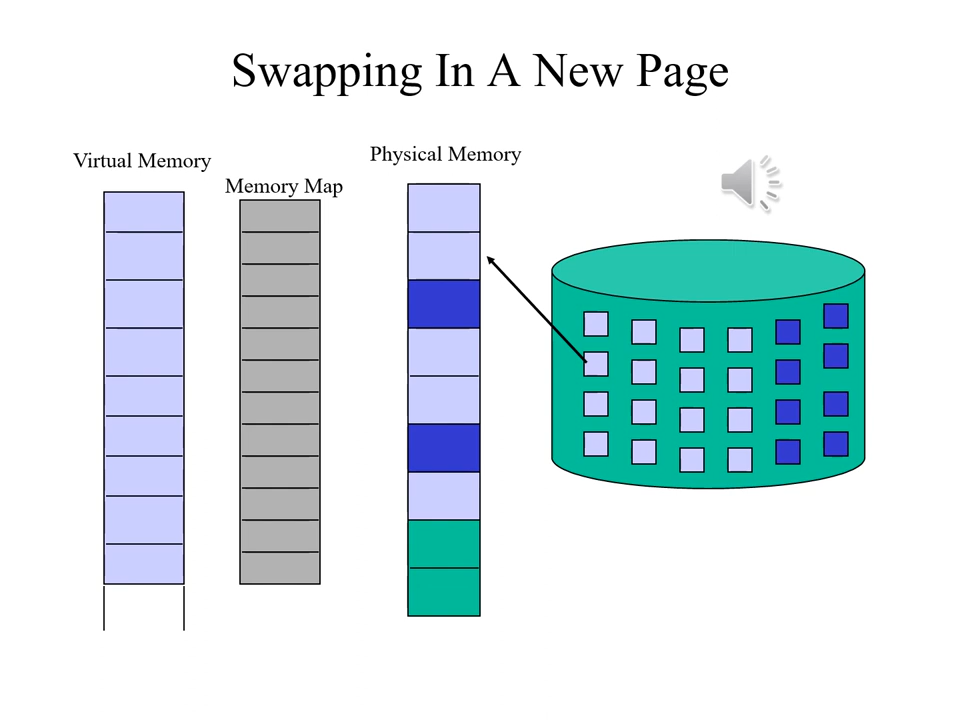 Swapping In A New Page
Virtual Memory
Physical Memory
Memory Map